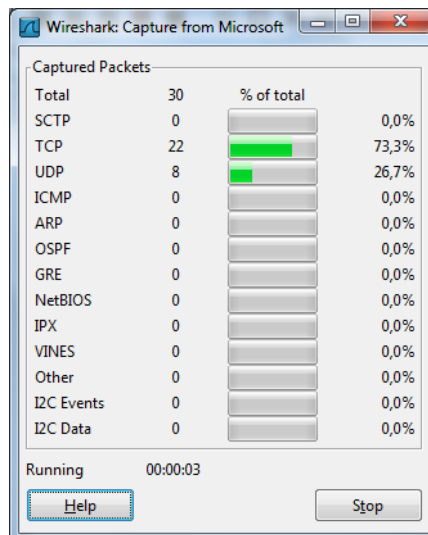 Wireshark: Capture from Microsoft
Captured Packets
Total 30 % of total
SCTP 0 0,0%
TCP 22 73,3%
UDP 8 26,7%
ICMP 0 0,0%
ARP 0 0,0%
OSPF 0 0,0%
GRE 0 0,0%
NetBIOS 0 0,0%
IPX 0 0,0%
VINES 0 0,0%
Other 0 0,0%
I2C Events 0 0,0%
I2C Data 0 0,0%
Running 00:00:03
Help Stop